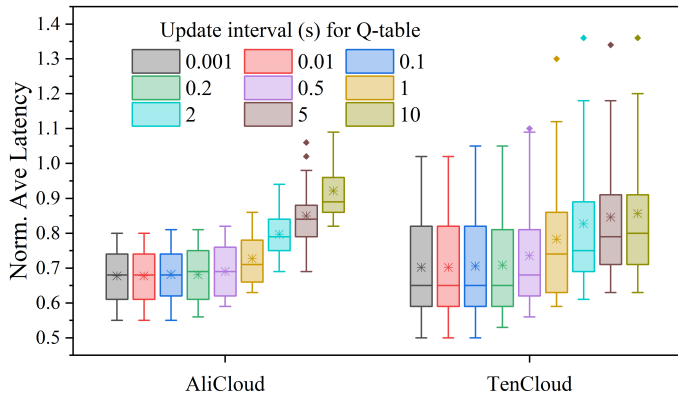 Update interval (s) for Q-table
0.001 0.01 0.1
0.2 0.5 1
2 5 10
Norm. Ave Latency
1.4
1.3
1.2
1.1
1.0
0.9
0.8
0.7
0.6
0.5
AliCloud TenCloud